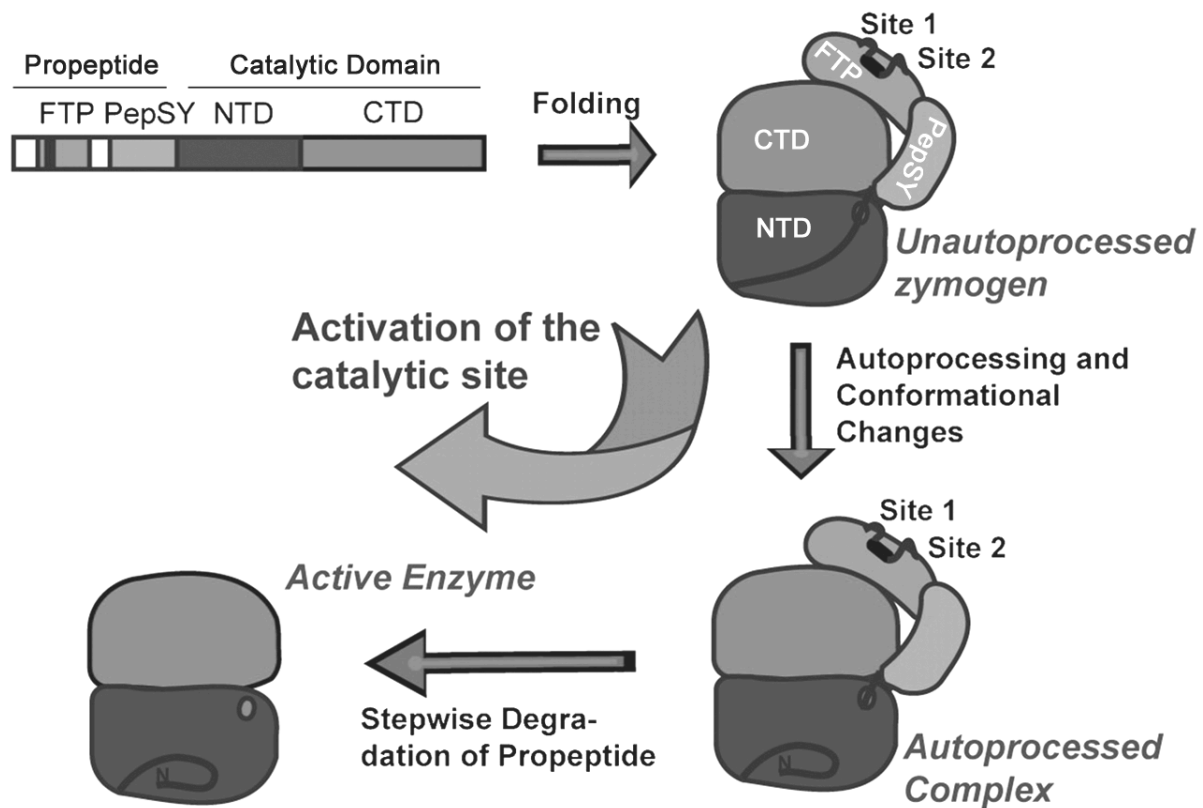 Propeptide Catalytic Domain
FTP PepSY NTD CTD
Folding
Site 1
Site 2
FTP
PepSY
CTD
NTD
Unautoprocessed
zymogen
Activation of the
catalytic site
Autoprocessing and
Conformational
Changes
Site 1
Site 2
Active Enzyme
Stepwise Degra-
dation of Propeptide
N
N
Autoprocessed
Complex